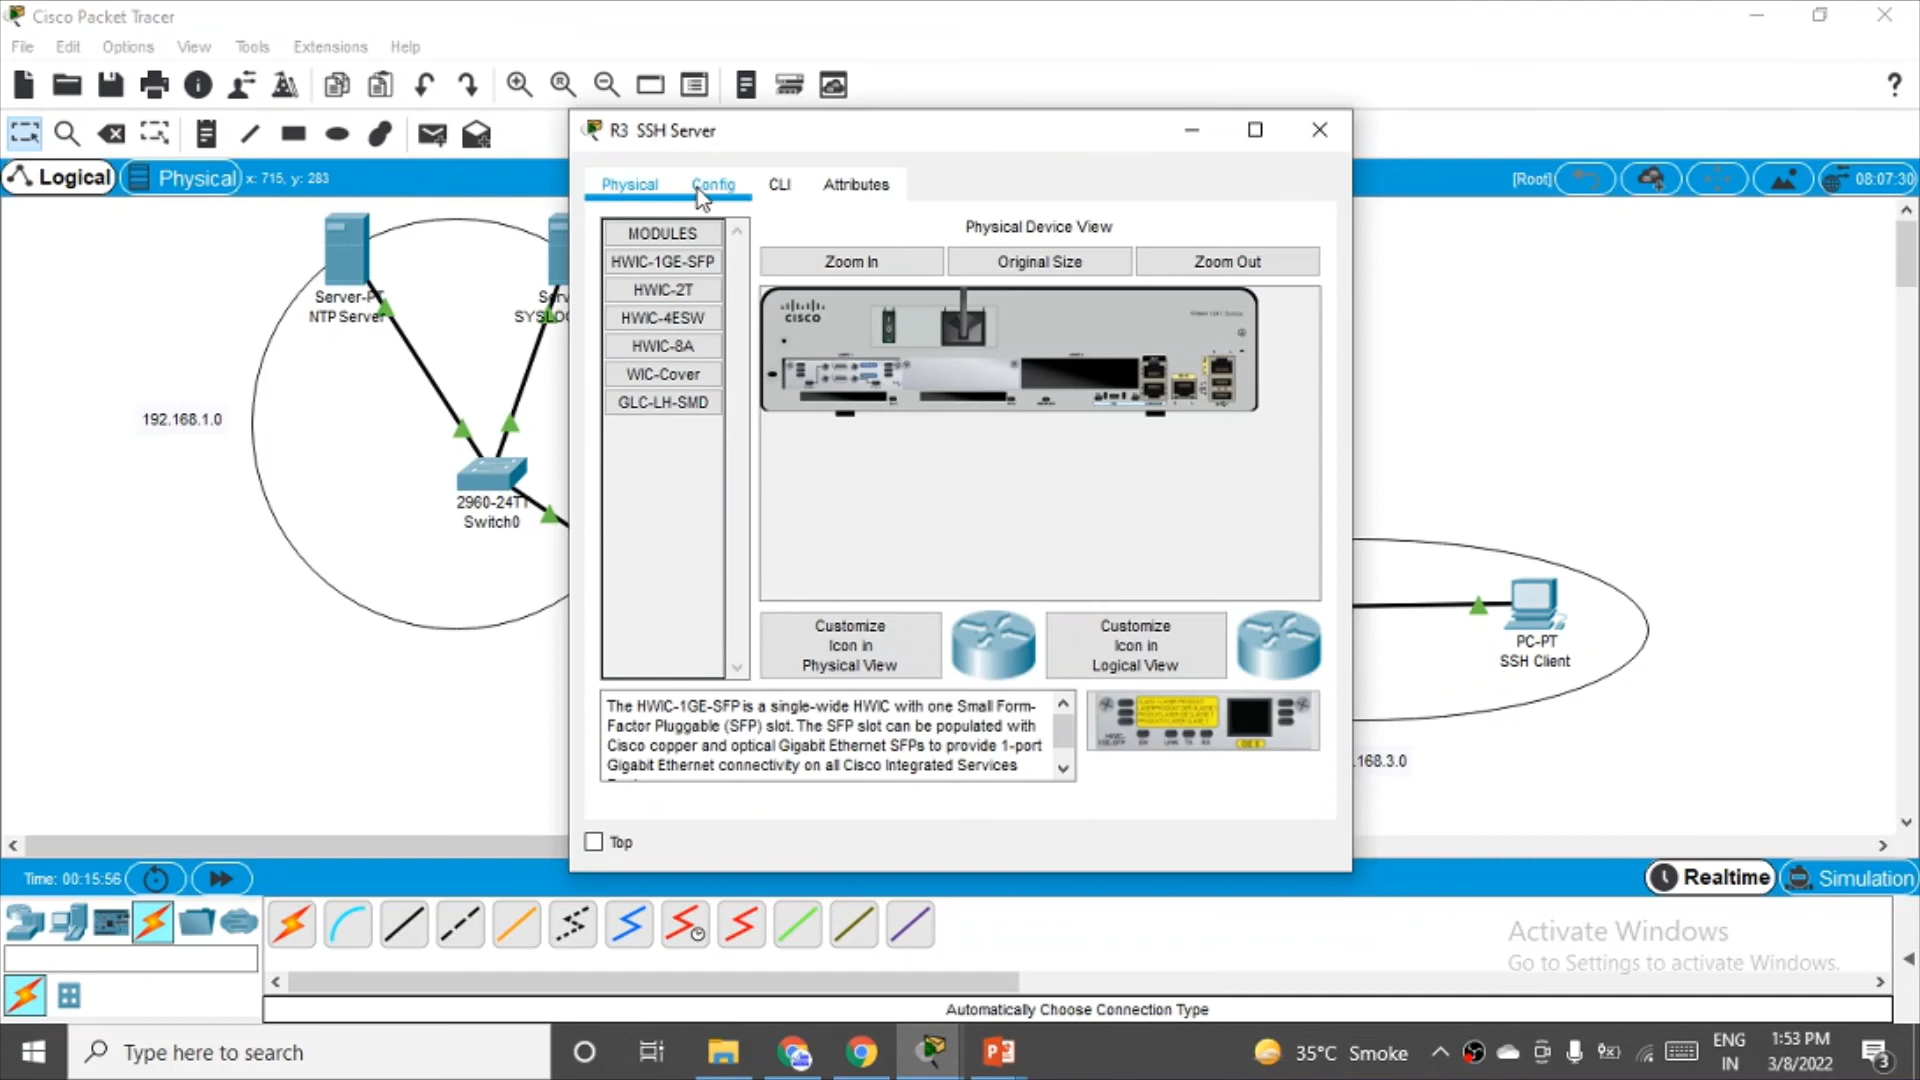 Cisco Packet Tracer
File Edit Options View Tools Extensions Help
?
R3 SSH Server
Logical Physical x: 715, y: 283
[Root] 08:07:30
Physical Config CLI Attributes
MODULES
HWIC-1GE-SFP
HWIC-2T
HWIC-4ESW
HWIC-8A
WIC-Cover
GLC-LH-SMD
Physical Device View
Zoom In Original Size Zoom Out
CISCO
Customize
Icon in
Physical View
Customize
Icon in
Logical View
The HWIC-1GE-SFP is a single-wide HWIC with one Small Form-
Factor Pluggable (SFP) slot. The SFP slot can be populated with
Cisco copper and optical Gigabit Ethernet SFPs to provide 1-port
Gigabit Ethernet connectivity on all Cisco Integrated Services
Top
Server-PT
NTP Server
Serv
SYSLOG
192.168.1.0
2960-24TT
Switch0
PC-PT
SSH Client
.168.3.0
Time: 00:15:56
Realtime Simulation
Activate Windows
Go to Settings to activate Windows.
Automatically Choose Connection Type
Type here to search
35°C Smoke
ENG
IN
1:53 PM
3/8/2022
3